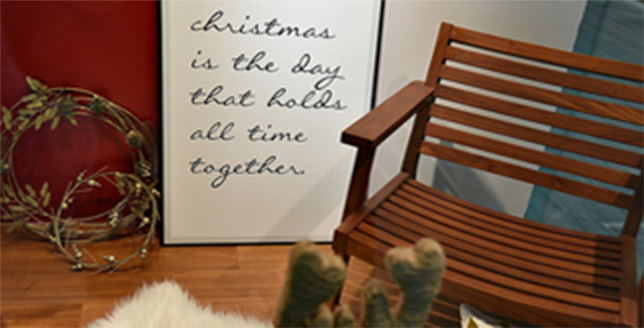 christmas
is the day
that holds
all time
together.